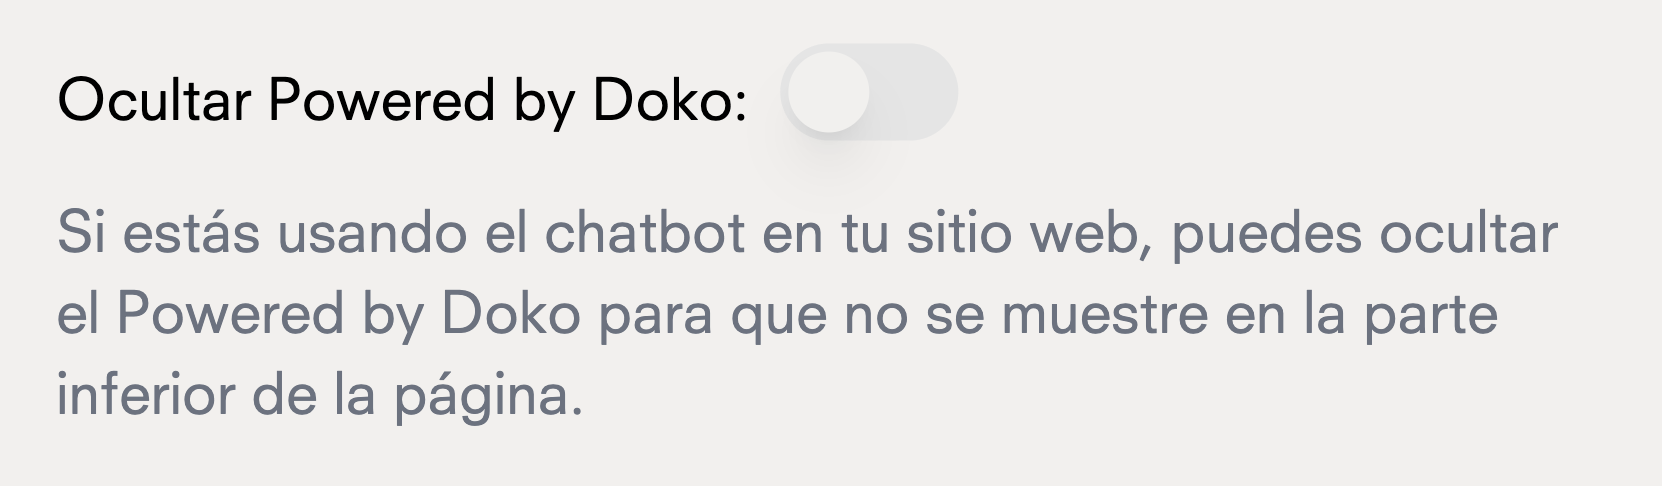 Ocultar Powered by Doko:
Si estás usando el chatbot en tu sitio web, puedes ocultar
el Powered by Doko para que no se muestre en la parte
inferior de la página.